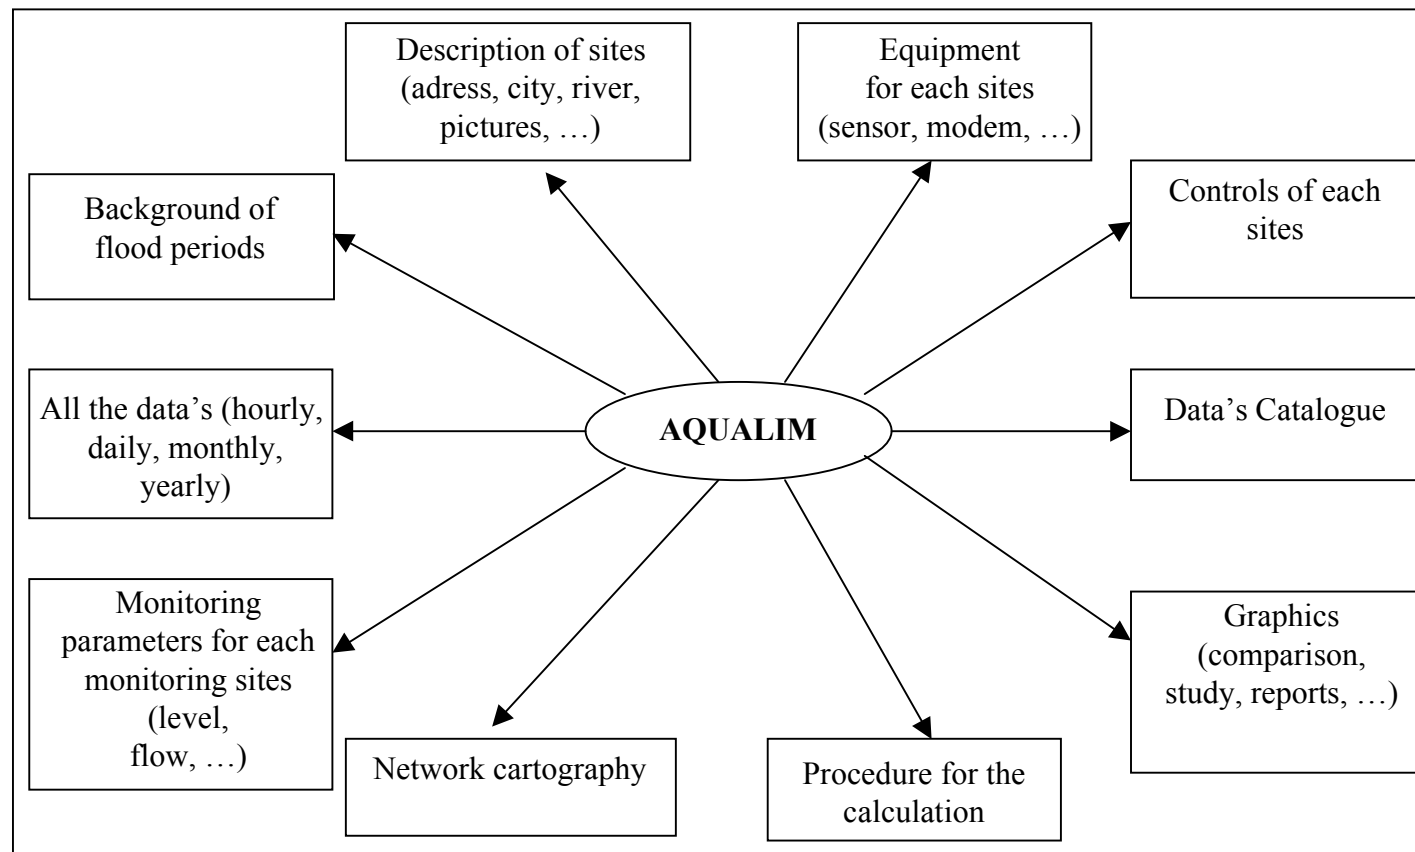 Description of sites
(adress, city, river,
pictures, …)
Equipment
for each sites
(sensor, modem, …)
Background of
flood periods
Controls of each
sites
All the data’s (hourly,
daily, monthly,
yearly)
AQUALIM
Data’s Catalogue
Monitoring
parameters for each
monitoring sites
(level,
flow, …)
Graphics
(comparison,
study, reports, …)
Network cartography
Procedure for the
calculation